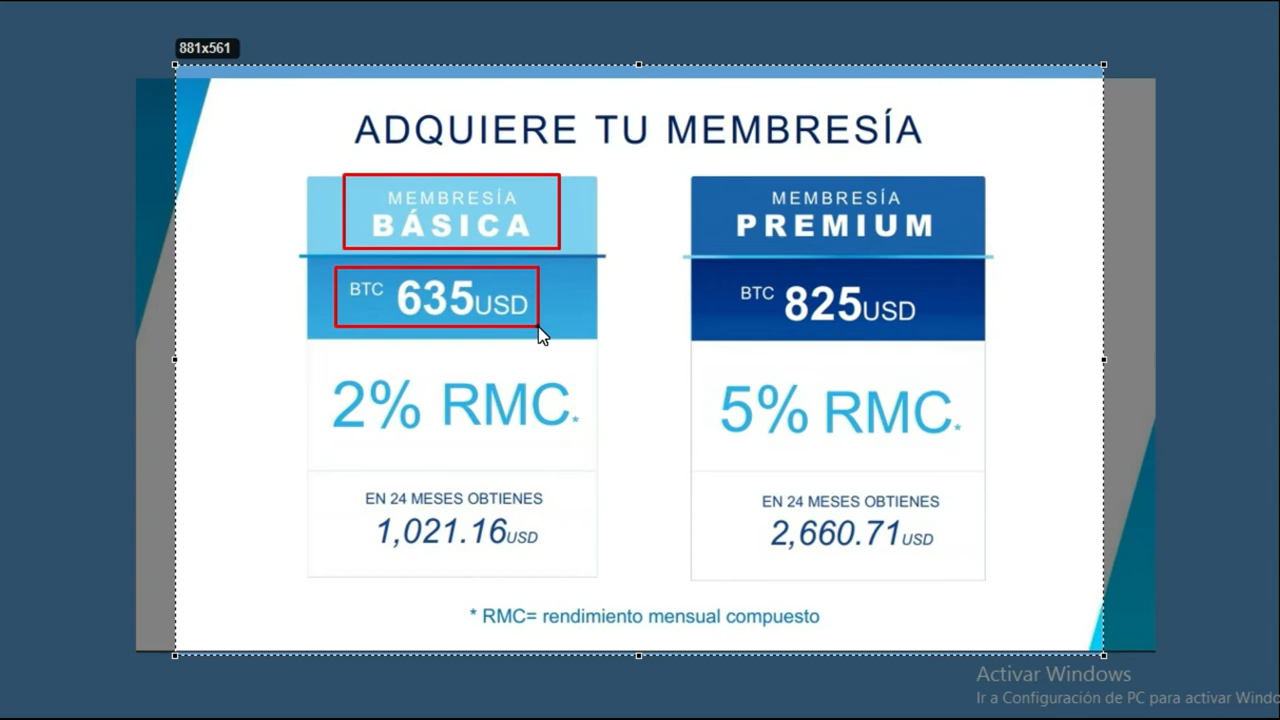 881x561
ADQUIERE TU MEMBRESÍA
MEMBRESÍA
BÁSICA
BTC 635USD
2% RMC*
EN 24 MESES OBTIENES
1,021.16USD
MEMBRESÍA
PREMIUM
BTC 825USD
5% RMC*
EN 24 MESES OBTIENES
2,660.71USD
* RMC= rendimiento mensual compuesto
Activar Windows
Ir a Configuración de PC para activar Windo